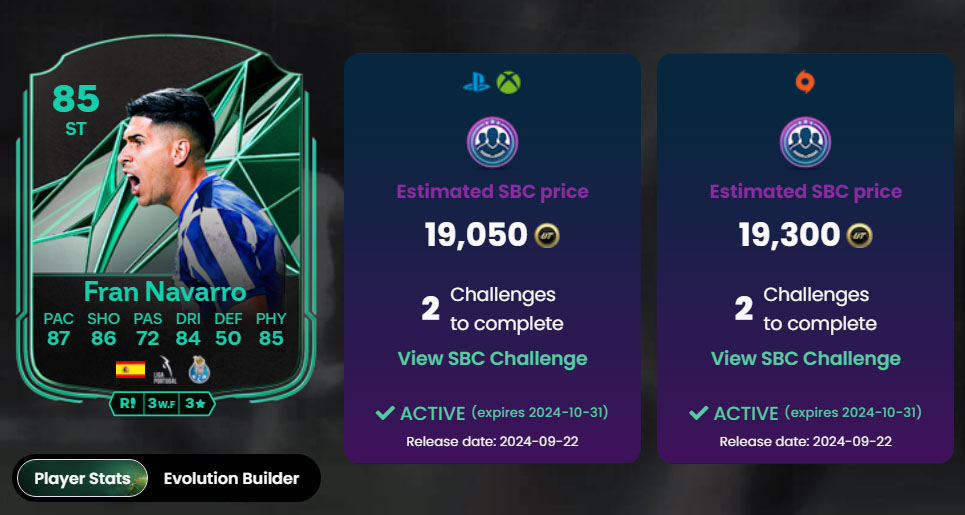 85
ST
Fran Navarro
PAC SHO PAS DRI DEF PHY
87 86 72 84 50 85
LIGA
PORTUGAL
R 3 W.F 3★
Player Stats Evolution Builder
Estimated SBC price
19,050 UT
2 Challenges
to complete
View SBC Challenge
ACTIVE (expires 2024-10-31)
Release date: 2024-09-22
Estimated SBC price
19,300 UT
2 Challenges
to complete
View SBC Challenge
ACTIVE (expires 2024-10-31)
Release date: 2024-09-22